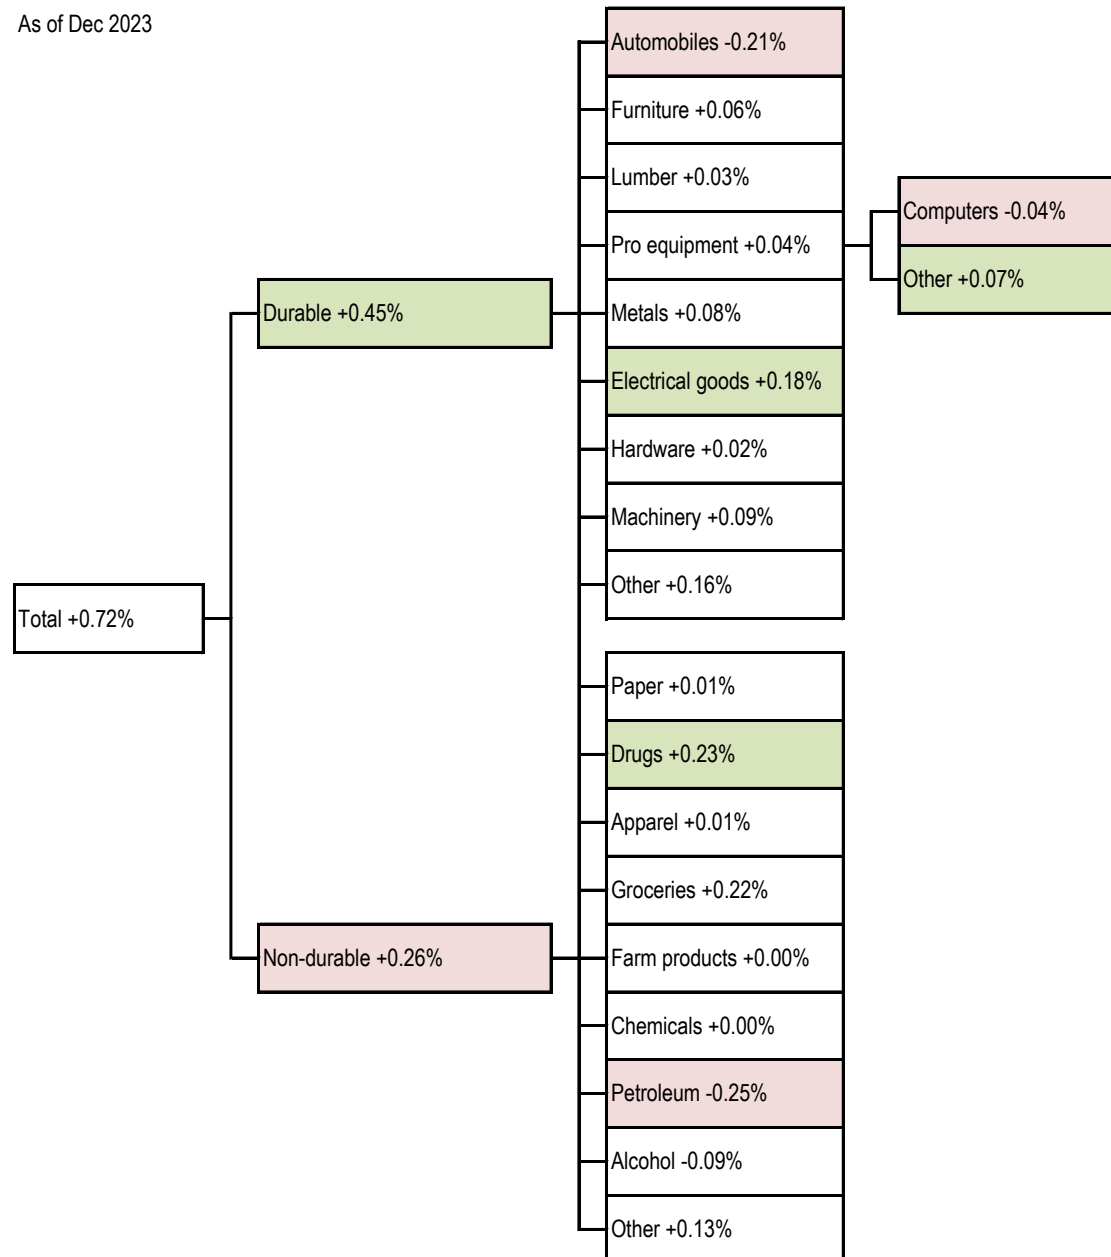 As of Dec 2023
Automobiles -0.21%
Furniture +0.06%
Lumber +0.03%
Computers -0.04%
Pro equipment +0.04%
Other +0.07%
Durable +0.45%
Metals +0.08%
Electrical goods +0.18%
Hardware +0.02%
Machinery +0.09%
Other +0.16%
Total +0.72%
Paper +0.01%
Drugs +0.23%
Apparel +0.01%
Groceries +0.22%
Non-durable +0.26%
Farm products +0.00%
Chemicals +0.00%
Petroleum -0.25%
Alcohol -0.09%
Other +0.13%